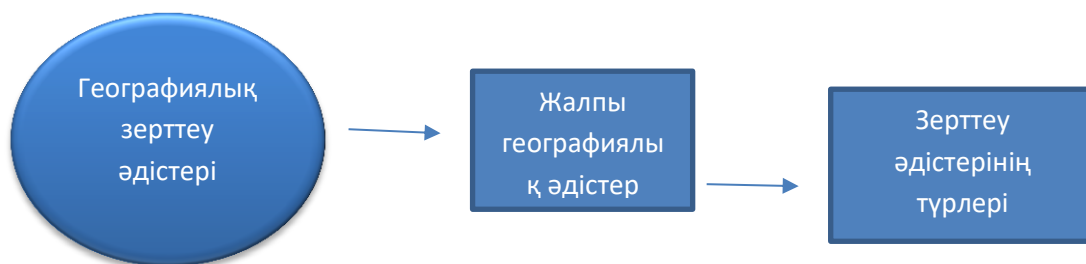 Географиялық
зерттеу
әдістері
Жалпы
географиялы
қ әдістер
Зерттеу
әдістерінің
түрлері